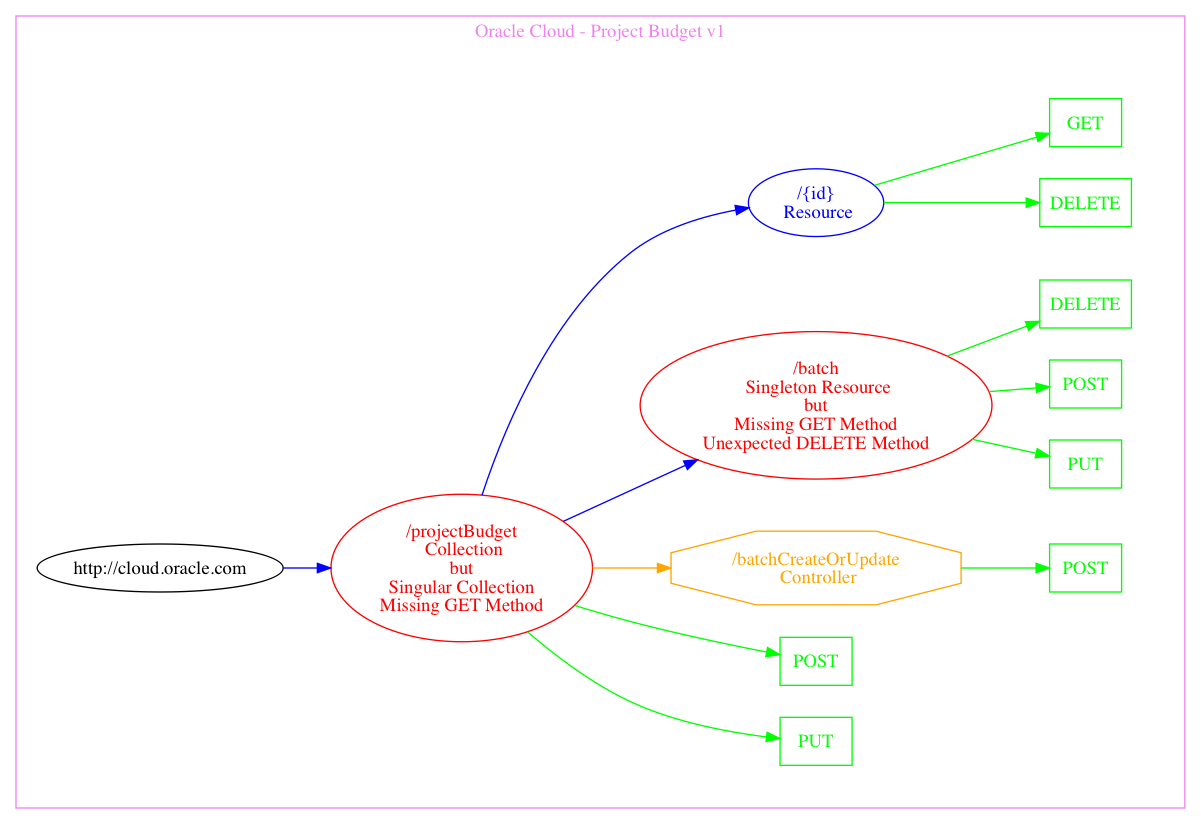 Oracle Cloud - Project Budget v1
GET
/{id}
Resource
DELETE
DELETE
/batch
Singleton Resource
but
Missing GET Method
Unexpected DELETE Method
POST
PUT
/projectBudget
Collection
but
Singular Collection
Missing GET Method
http://cloud.oracle.com
/batchCreateOrUpdate
Controller
POST
POST
PUT